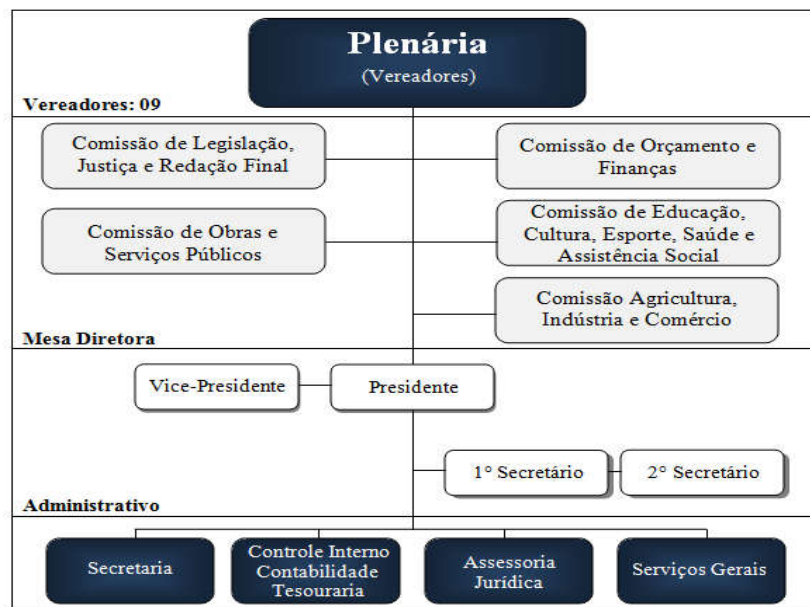 Plenária
(Vereadores)
Vereadores: 09
Comissão de Legislação,
Justiça e Redação Final
Comissão de Orçamento e
Finanças
Comissão de Obras e
Serviços Públicos
Comissão de Educação,
Cultura, Esporte, Saúde e
Assistência Social
Comissão Agricultura,
Indústria e Comércio
Mesa Diretora
Vice-Presidente
Presidente
1° Secretário
2° Secretário
Administrativo
Secretaria
Controle Interno
Contabilidade
Tesouraria
Assessoria
Jurídica
Serviços Gerais